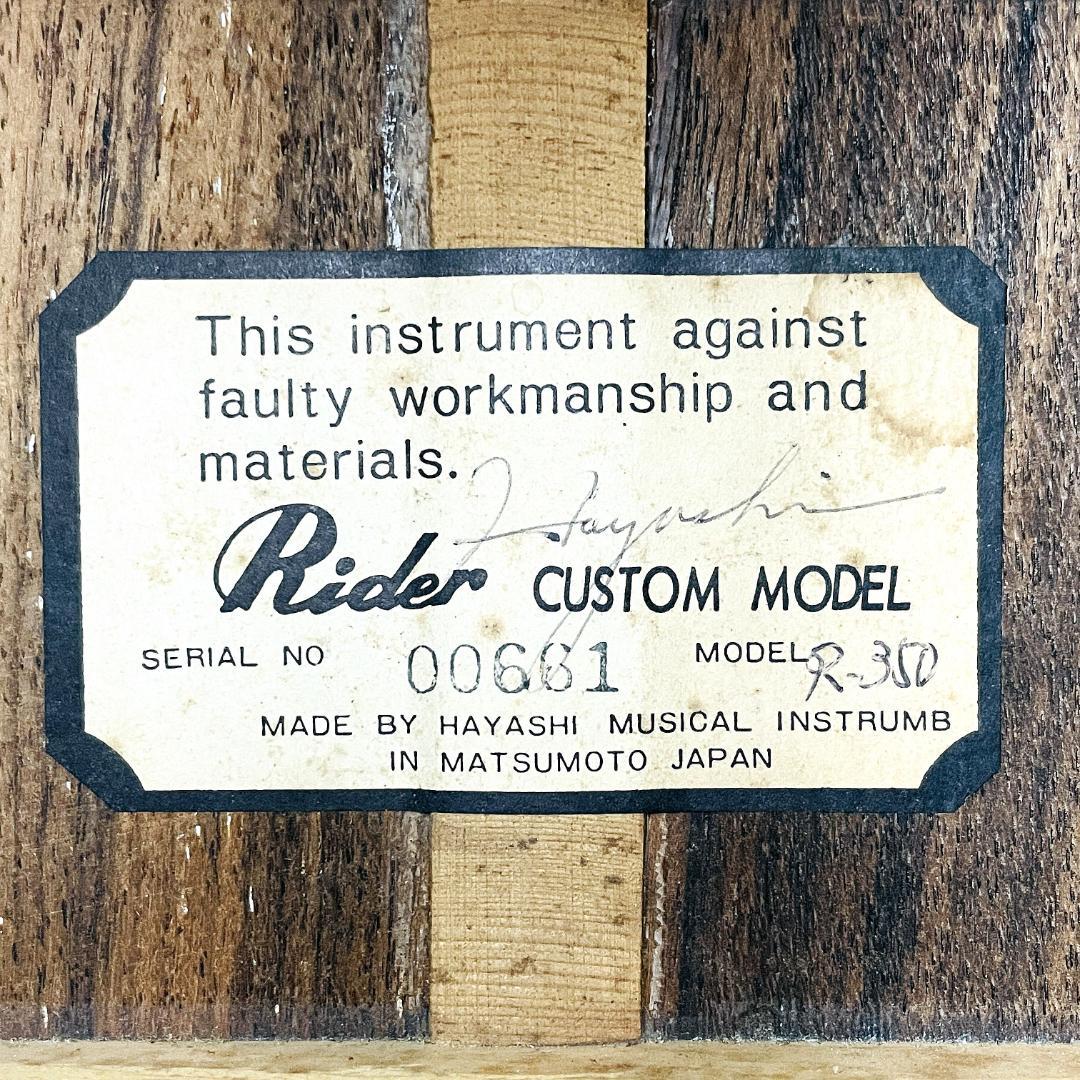 This instrument against
faulty workmanship and
materials.
Hayashi
Rider CUSTOM MODEL
SERIAL NO 00661 MODEL R-350
MADE BY HAYASHI MUSICAL INSTRUMB
IN MATSUMOTO JAPAN